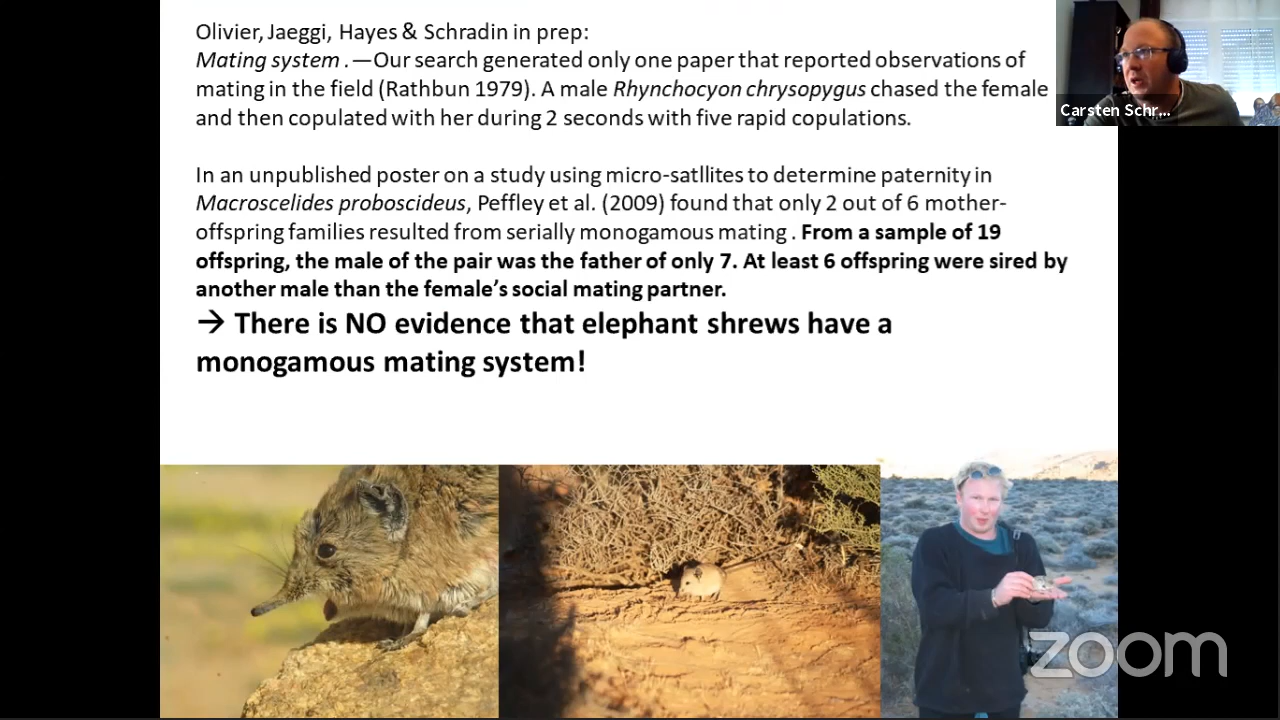 Olivier, Jaeggi, Hayes & Schradin in prep:
Mating system .—Our search generated only one paper that reported observations of
mating in the field (Rathbun 1979). A male Rhynchocyon chrysopygus chased the female
and then copulated with her during 2 seconds with five rapid copulations.
Carsten Schr...
In an unpublished poster on a study using micro-satllites to determine paternity in
Macroscelides proboscideus, Peffley et al. (2009) found that only 2 out of 6 mother-
offspring families resulted from serially monogamous mating . From a sample of 19
offspring, the male of the pair was the father of only 7. At least 6 offspring were sired by
another male than the female's social mating partner.
→ There is NO evidence that elephant shrews have a
monogamous mating system!
zoom